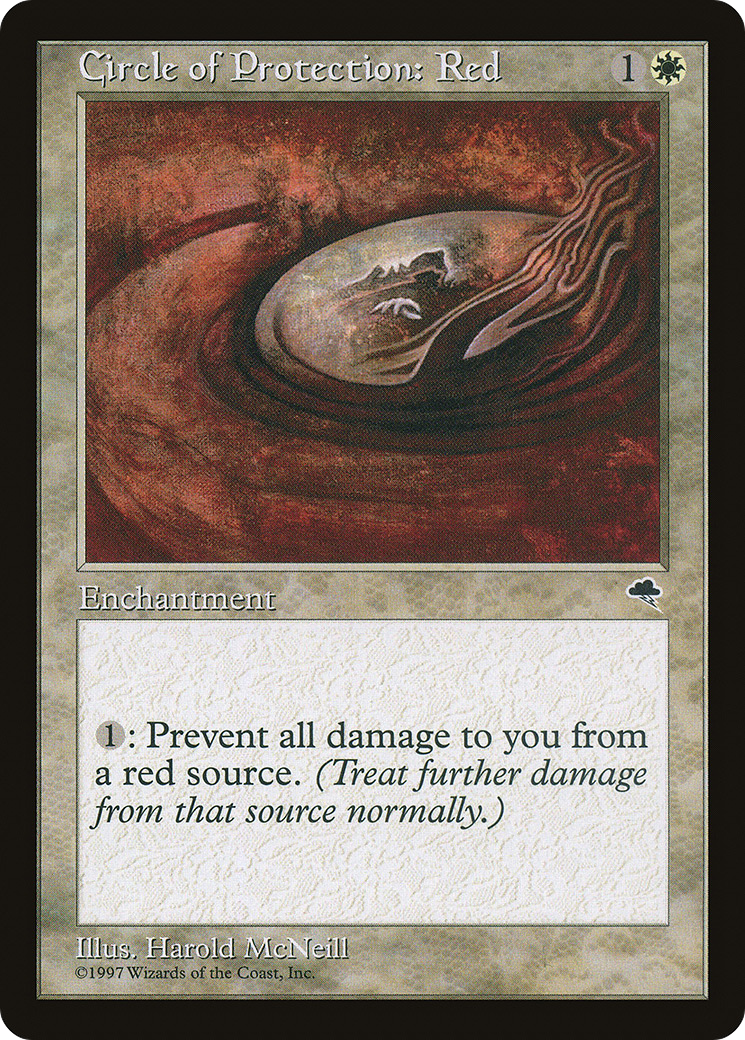 Circle of Protection: Red 1
Enchantment
1: Prevent all damage to you from
a red source. (Treat further damage
from that source normally.)
Illus. Harold McNeill
©1997 Wizards of the Coast, Inc.